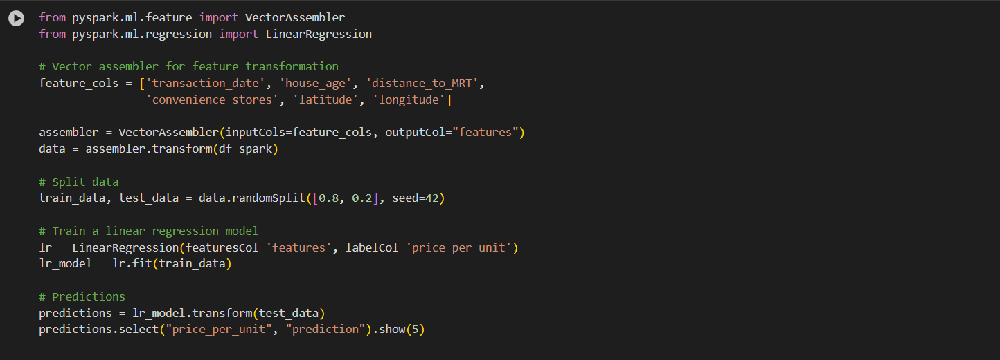 from pyspark.ml.feature import VectorAssembler
from pyspark.ml.regression import LinearRegression
# Vector assembler for feature transformation
feature_cols = ['transaction_date', 'house_age', 'distance_to_MRT',
                'convenience_stores', 'latitude', 'longitude']
assembler = VectorAssembler(inputCols=feature_cols, outputCol="features")
data = assembler.transform(df_spark)
# Split data
train_data, test_data = data.randomSplit([0.8, 0.2], seed=42)
# Train a linear regression model
lr = LinearRegression(featuresCol='features', labelCol='price_per_unit')
lr_model = lr.fit(train_data)
# Predictions
predictions = lr_model.transform(test_data)
predictions.select("price_per_unit", "prediction").show(5)